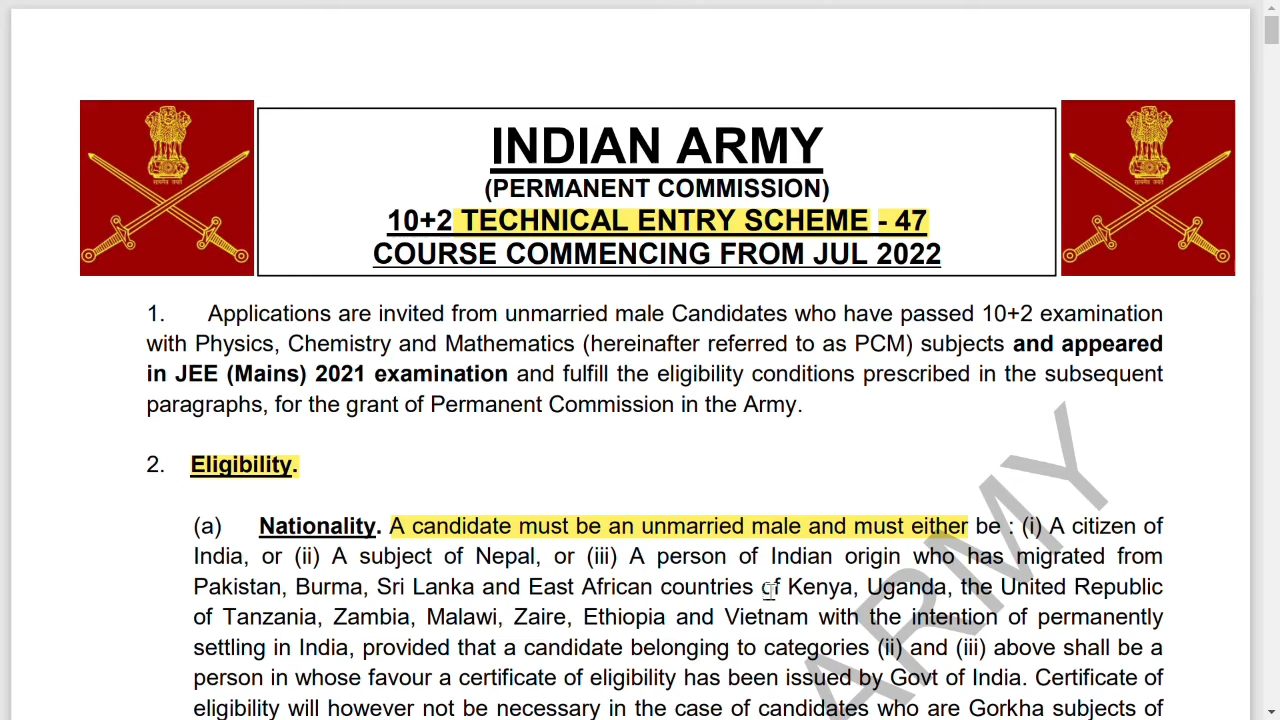 INDIAN ARMY
(PERMANENT COMMISSION)
10+2 TECHNICAL ENTRY SCHEME - 47
COURSE COMMENCING FROM JUL 2022
1. Applications are invited from unmarried male Candidates who have passed 10+2 examination
with Physics, Chemistry and Mathematics (hereinafter referred to as PCM) subjects and appeared
in JEE (Mains) 2021 examination and fulfill the eligibility conditions prescribed in the subsequent
paragraphs, for the grant of Permanent Commission in the Army.
2. Eligibility.
(a) Nationality. A candidate must be an unmarried male and must either be : (i) A citizen of
India, or (ii) A subject of Nepal, or (iii) A person of Indian origin who has migrated from
Pakistan, Burma, Sri Lanka and East African countries of Kenya, Uganda, the United Republic
of Tanzania, Zambia, Malawi, Zaire, Ethiopia and Vietnam with the intention of permanently
settling in India, provided that a candidate belonging to categories (ii) and (iii) above shall be a
person in whose favour a certificate of eligibility has been issued by Govt of India. Certificate of
eligibility will however not be necessary in the case of candidates who are Gorkha subjects of
ARMY